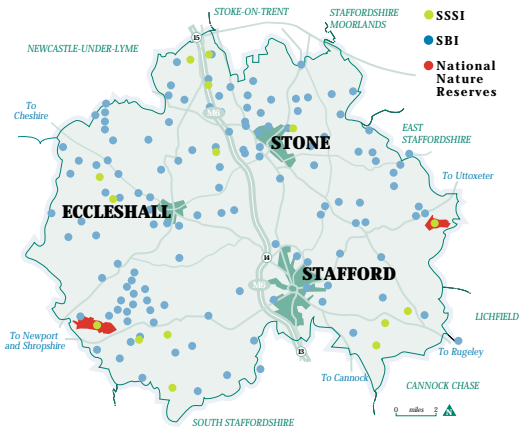 STOKE-ON-TRENT
STAFFORDSHIRE
MOORLANDS
SSSI
SBI
National
Nature
Reserves
NEWCASTLE-UNDER-LYME
15
To
Cheshire
M6
EAST
STAFFORDSHIRE
STONE
To Uttoxeter
ECCLESHALL
14
STAFFORD
M6
LICHFIELD
To Newport
and Shropshire
To Rugeley
13
To Cannock
CANNOCK CHASE
0 miles 2
N
SOUTH STAFFORDSHIRE